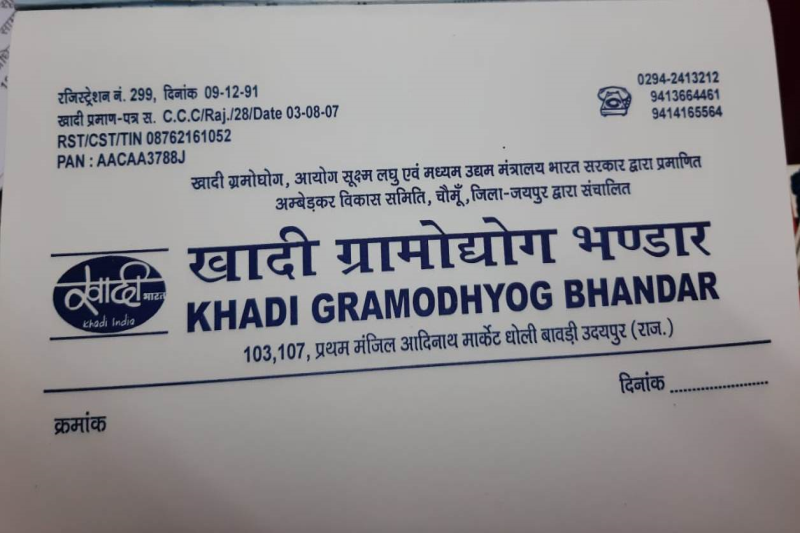 रजिस्ट्रेशन नं. 299, दिनांक 09-12-91
खादी प्रमाण-पत्र स. C.C.C/Raj./28/Date 03-08-07
RST/CST/TIN 08762161052
PAN : AACAA3788J
0294-2413212
9413664461
9414165564
खादी ग्रमोघोग, आयोग सूक्ष्म लघु एवं मध्यम उद्यम मंत्रालय भारत सरकार द्वारा प्रमाणित
अम्बेड़कर विकास समिति, चौमूँ ,जिला-जयपुर द्वारा संचालित
खादी भारत
Khadi India
खादी ग्रामोद्योग भण्डार
KHADI GRAMODHYOG BHANDAR
103,107, प्रथम मंजिल आदिनाथ मार्केट धोली बावड़ी उदयपुर (राज.)
दिनांक ........................
क्रमांक